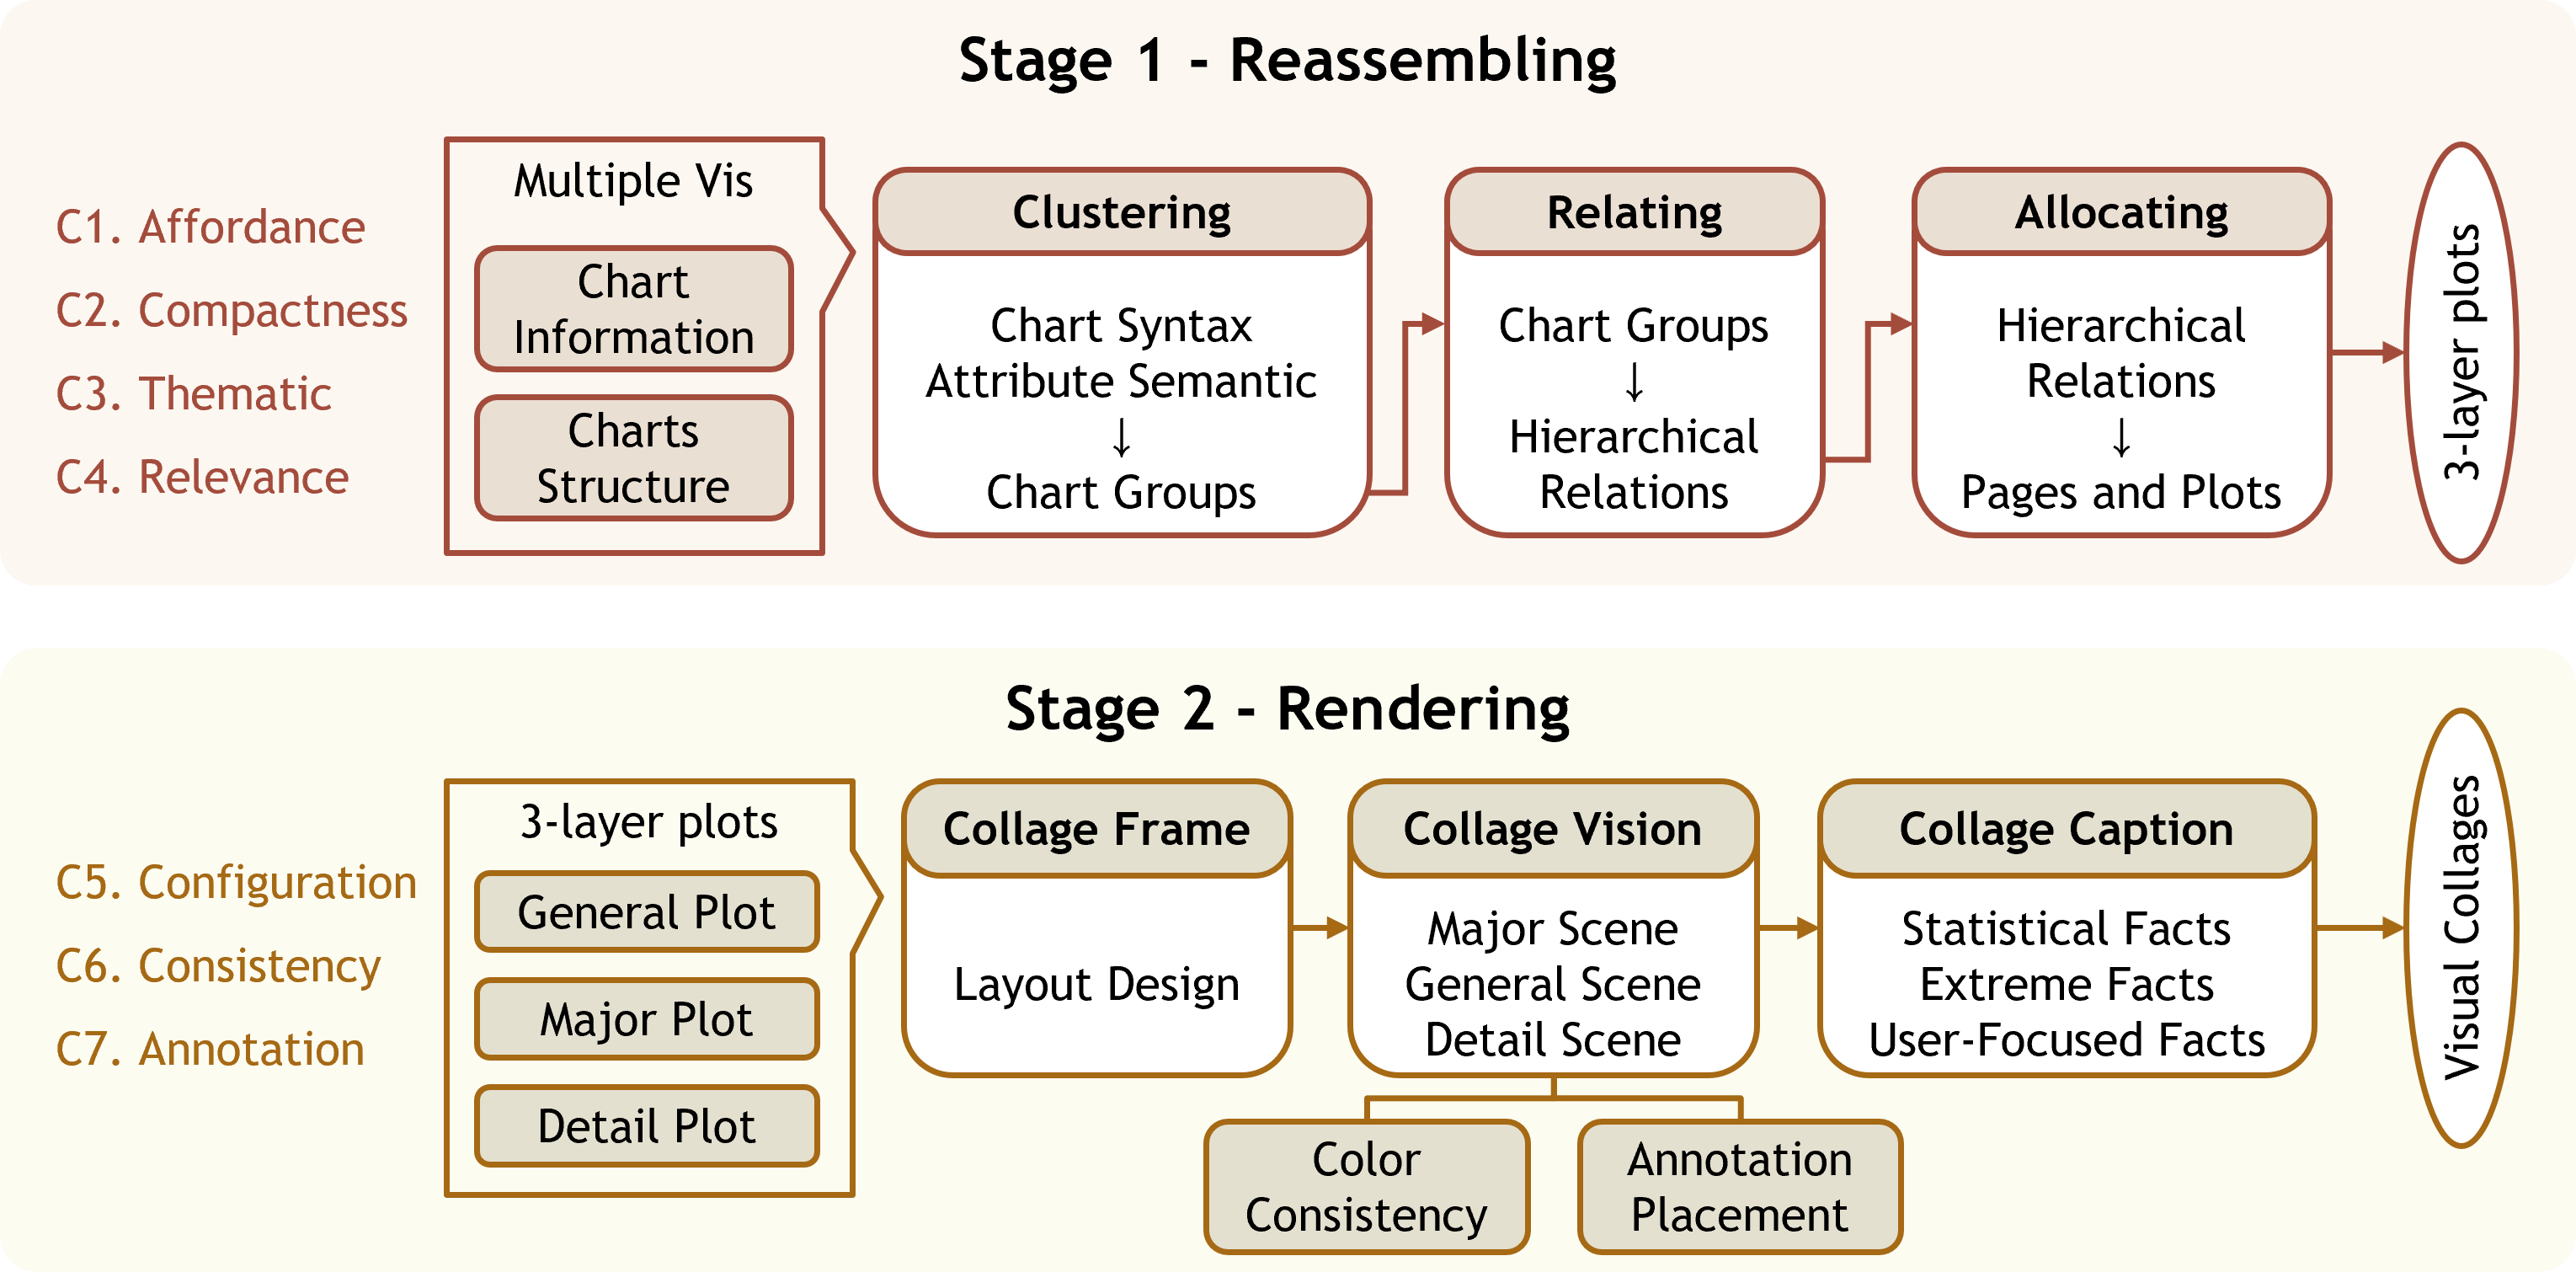 Stage 1 - Reassembling
C1. Affordance
C2. Compactness
C3. Thematic
C4. Relevance
Multiple Vis
Chart
Information
Charts
Structure
Clustering
Chart Syntax
Attribute Semantic
↓
Chart Groups
Relating
Chart Groups
↓
Hierarchical
Relations
Allocating
Hierarchical
Relations
↓
Pages and Plots
3-layer plots
Stage 2 - Rendering
C5. Configuration
C6. Consistency
C7. Annotation
3-layer plots
General Plot
Major Plot
Detail Plot
Collage Frame
Layout Design
Collage Vision
Major Scene
General Scene
Detail Scene
Color
Consistency
Annotation
Placement
Collage Caption
Statistical Facts
Extreme Facts
User-Focused Facts
Visual Collages